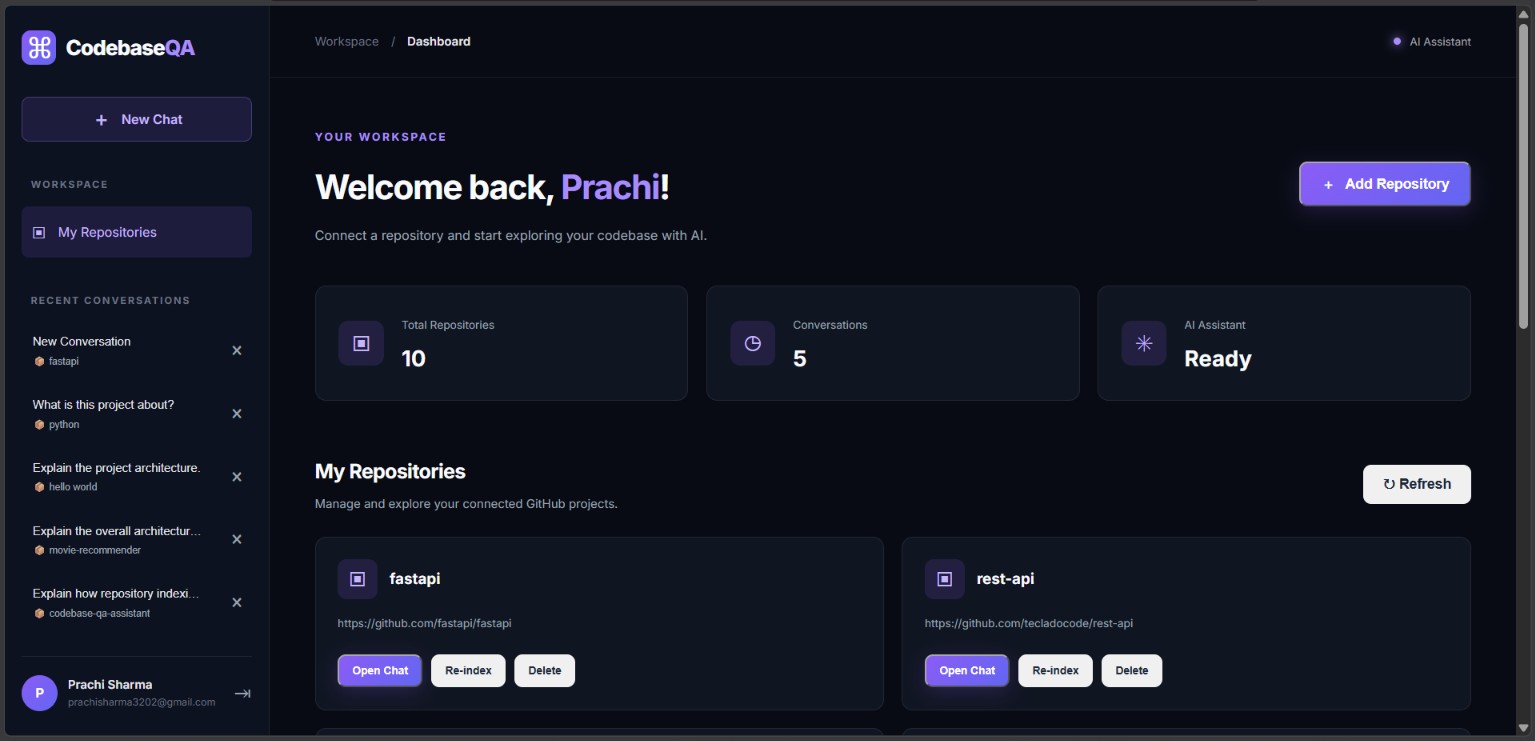 CodebaseQA
+ New Chat
WORKSPACE
My Repositories
RECENT CONVERSATIONS
New Conversation
fastapi
What is this project about?
python
Explain the project architecture.
hello world
Explain the overall architectur...
movie-recommender
Explain how repository indexi...
codebase-qa-assistant
P
Prachi Sharma
prachisharma3202@gmail.com
Workspace / Dashboard
AI Assistant
YOUR WORKSPACE
Welcome back, Prachi!
+ Add Repository
Connect a repository and start exploring your codebase with AI.
Total Repositories
10
Conversations
5
AI Assistant
Ready
My Repositories
Manage and explore your connected GitHub projects.
↻ Refresh
fastapi
https://github.com/fastapi/fastapi
Open Chat Re-index Delete
rest-api
https://github.com/tecladocode/rest-api
Open Chat Re-index Delete